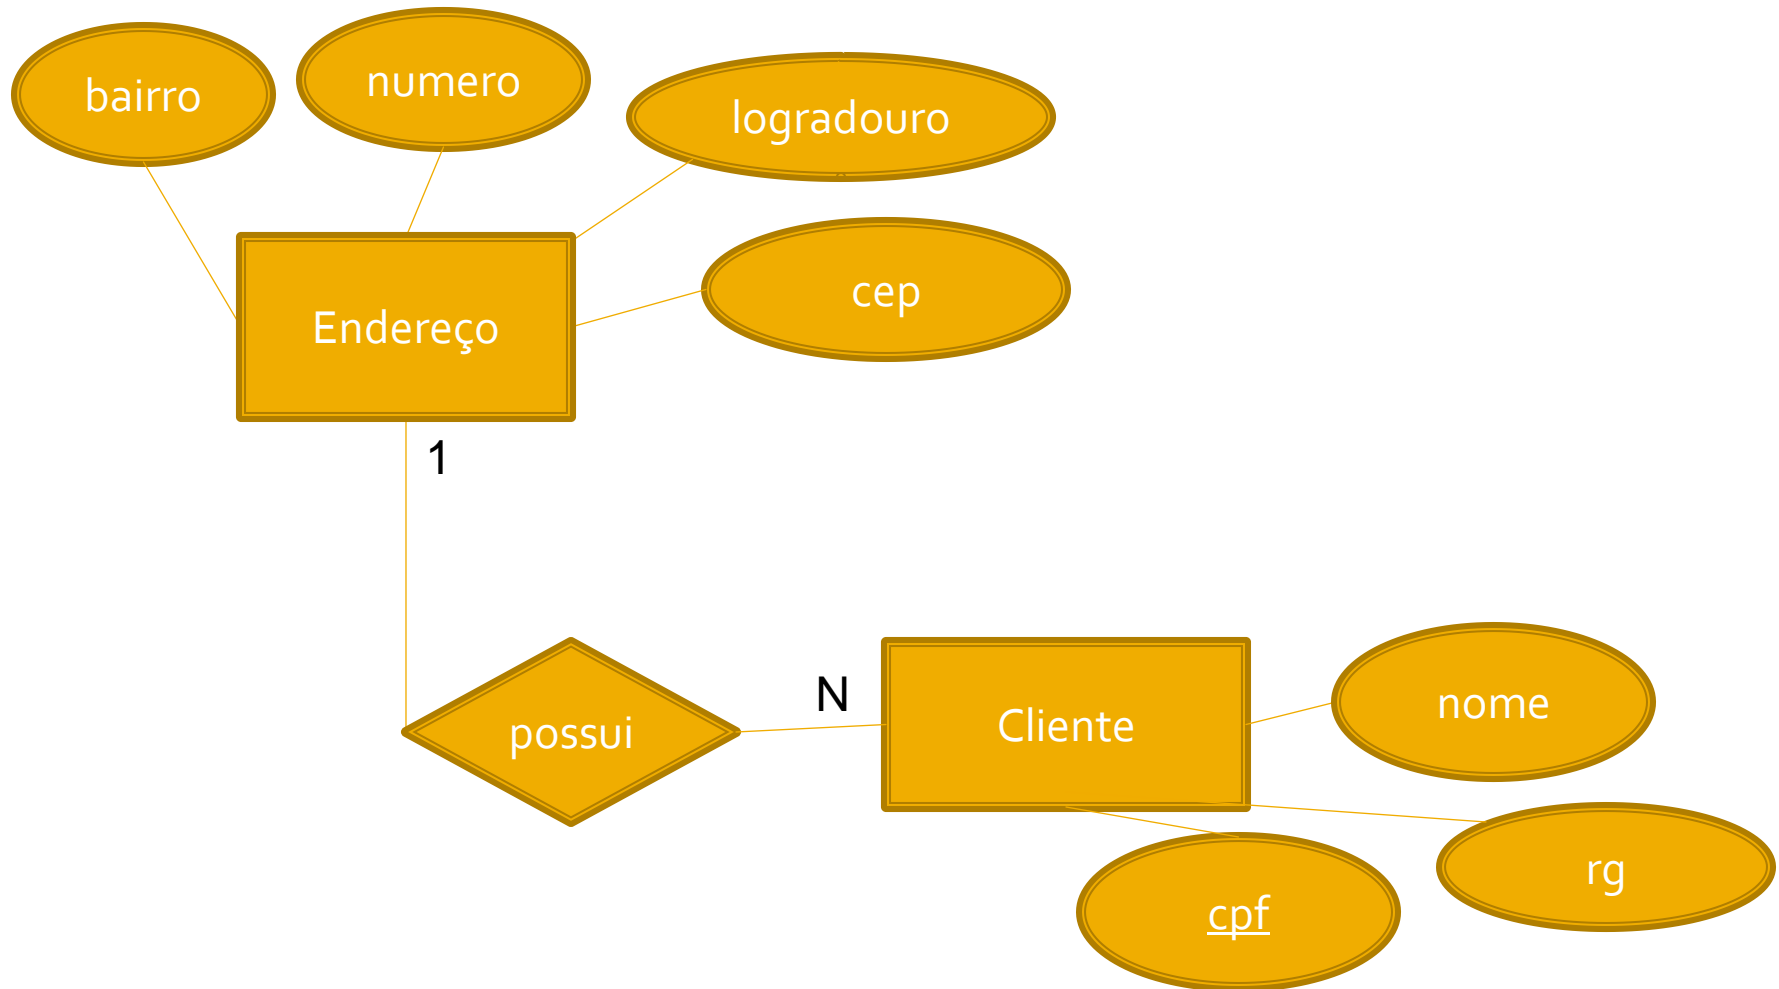 bairro
numero
logradouro
cep
Endereço
1
possui
N
Cliente
nome
rg
cpf